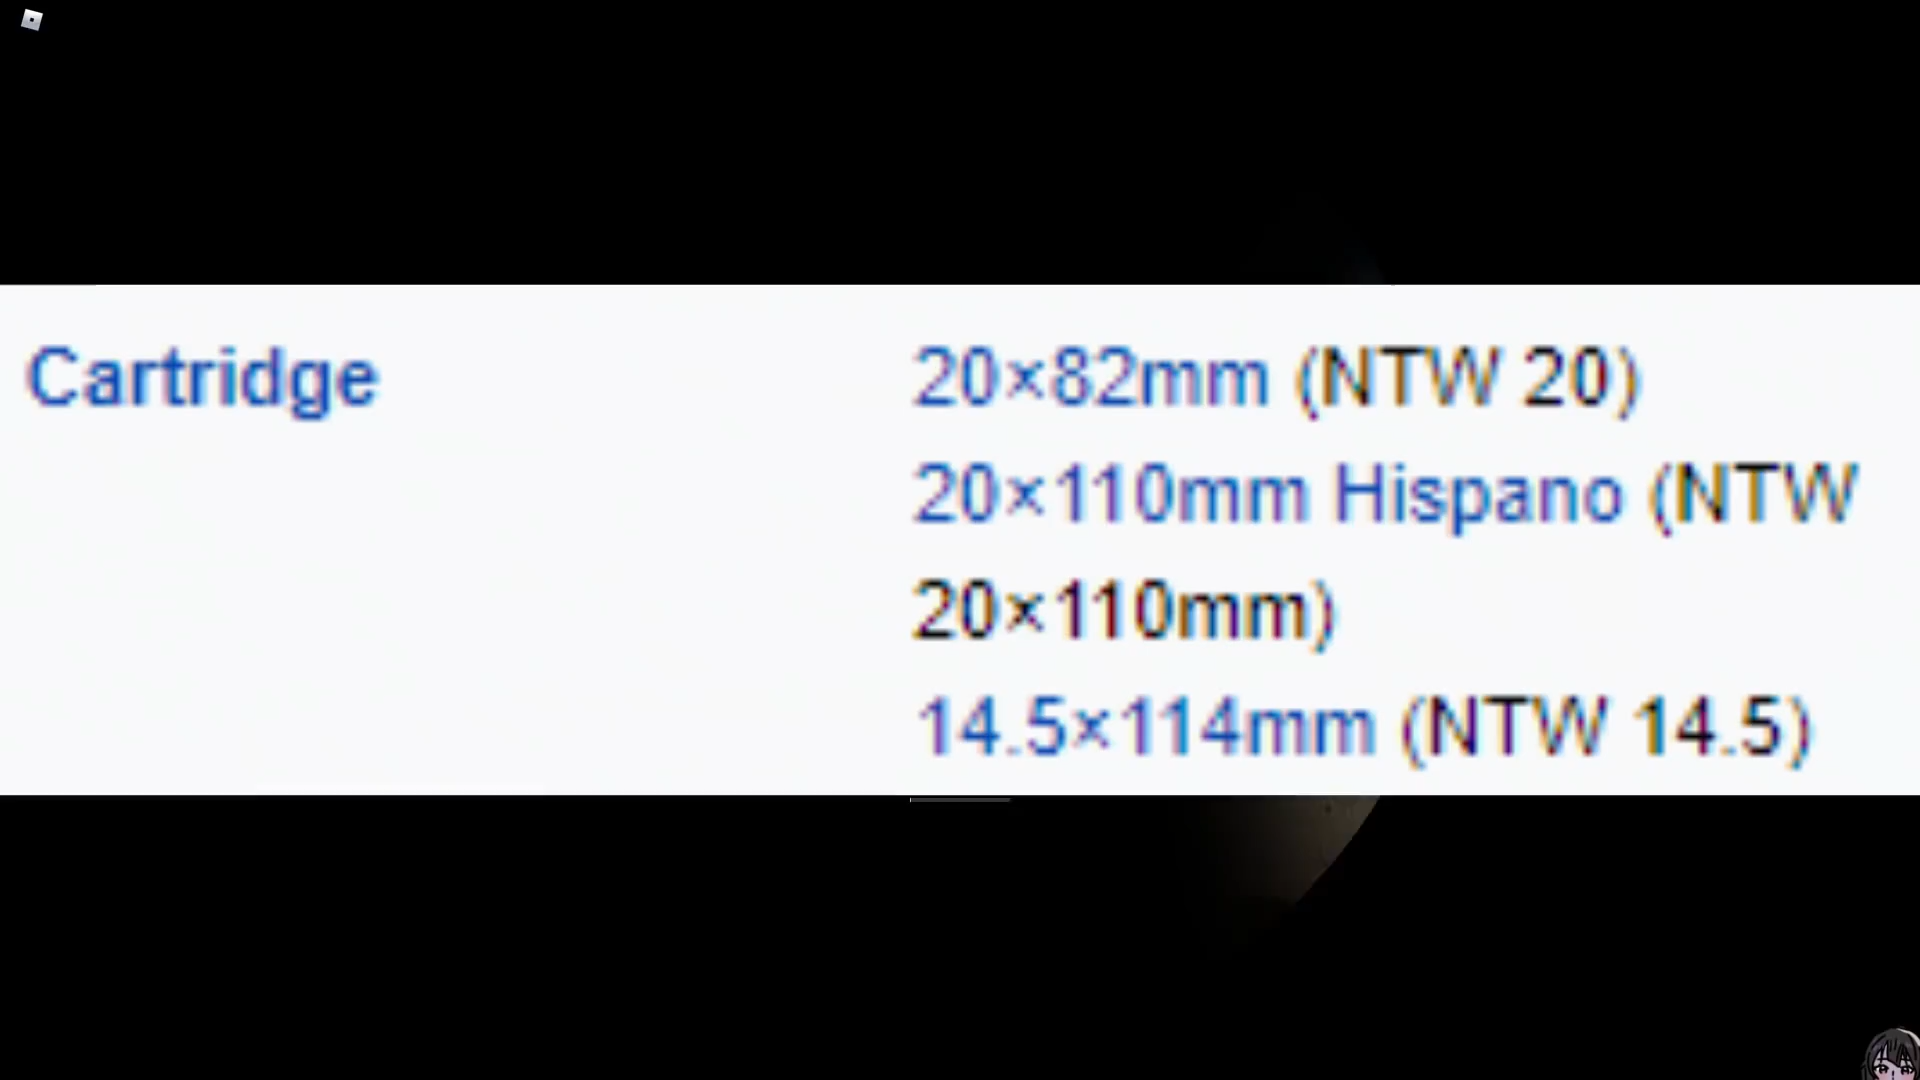 Cartridge
20×82mm (NTW 20)
20×110mm Hispano (NTW
20×110mm)
14.5×114mm (NTW 14.5)